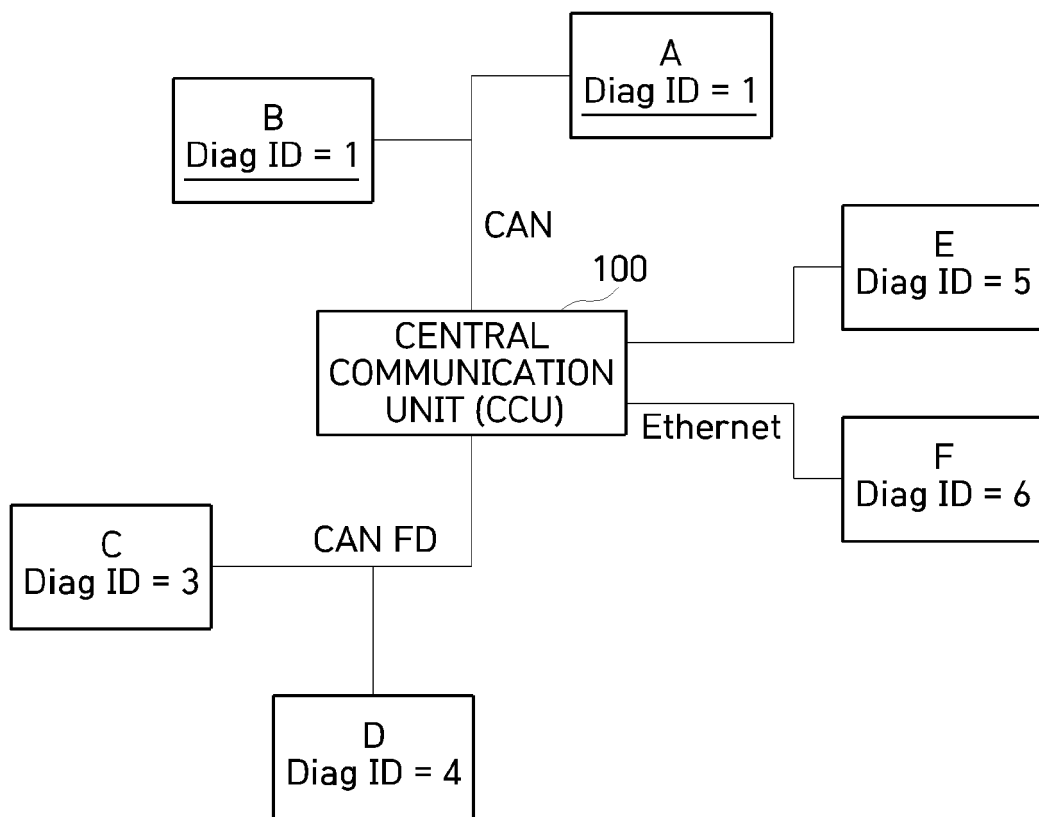 A
Diag ID = 1
B
Diag ID = 1
CAN
E
Diag ID = 5
100
CENTRAL
COMMUNICATION
UNIT (CCU)
Ethernet
F
Diag ID = 6
C
Diag ID = 3
CAN FD
D
Diag ID = 4